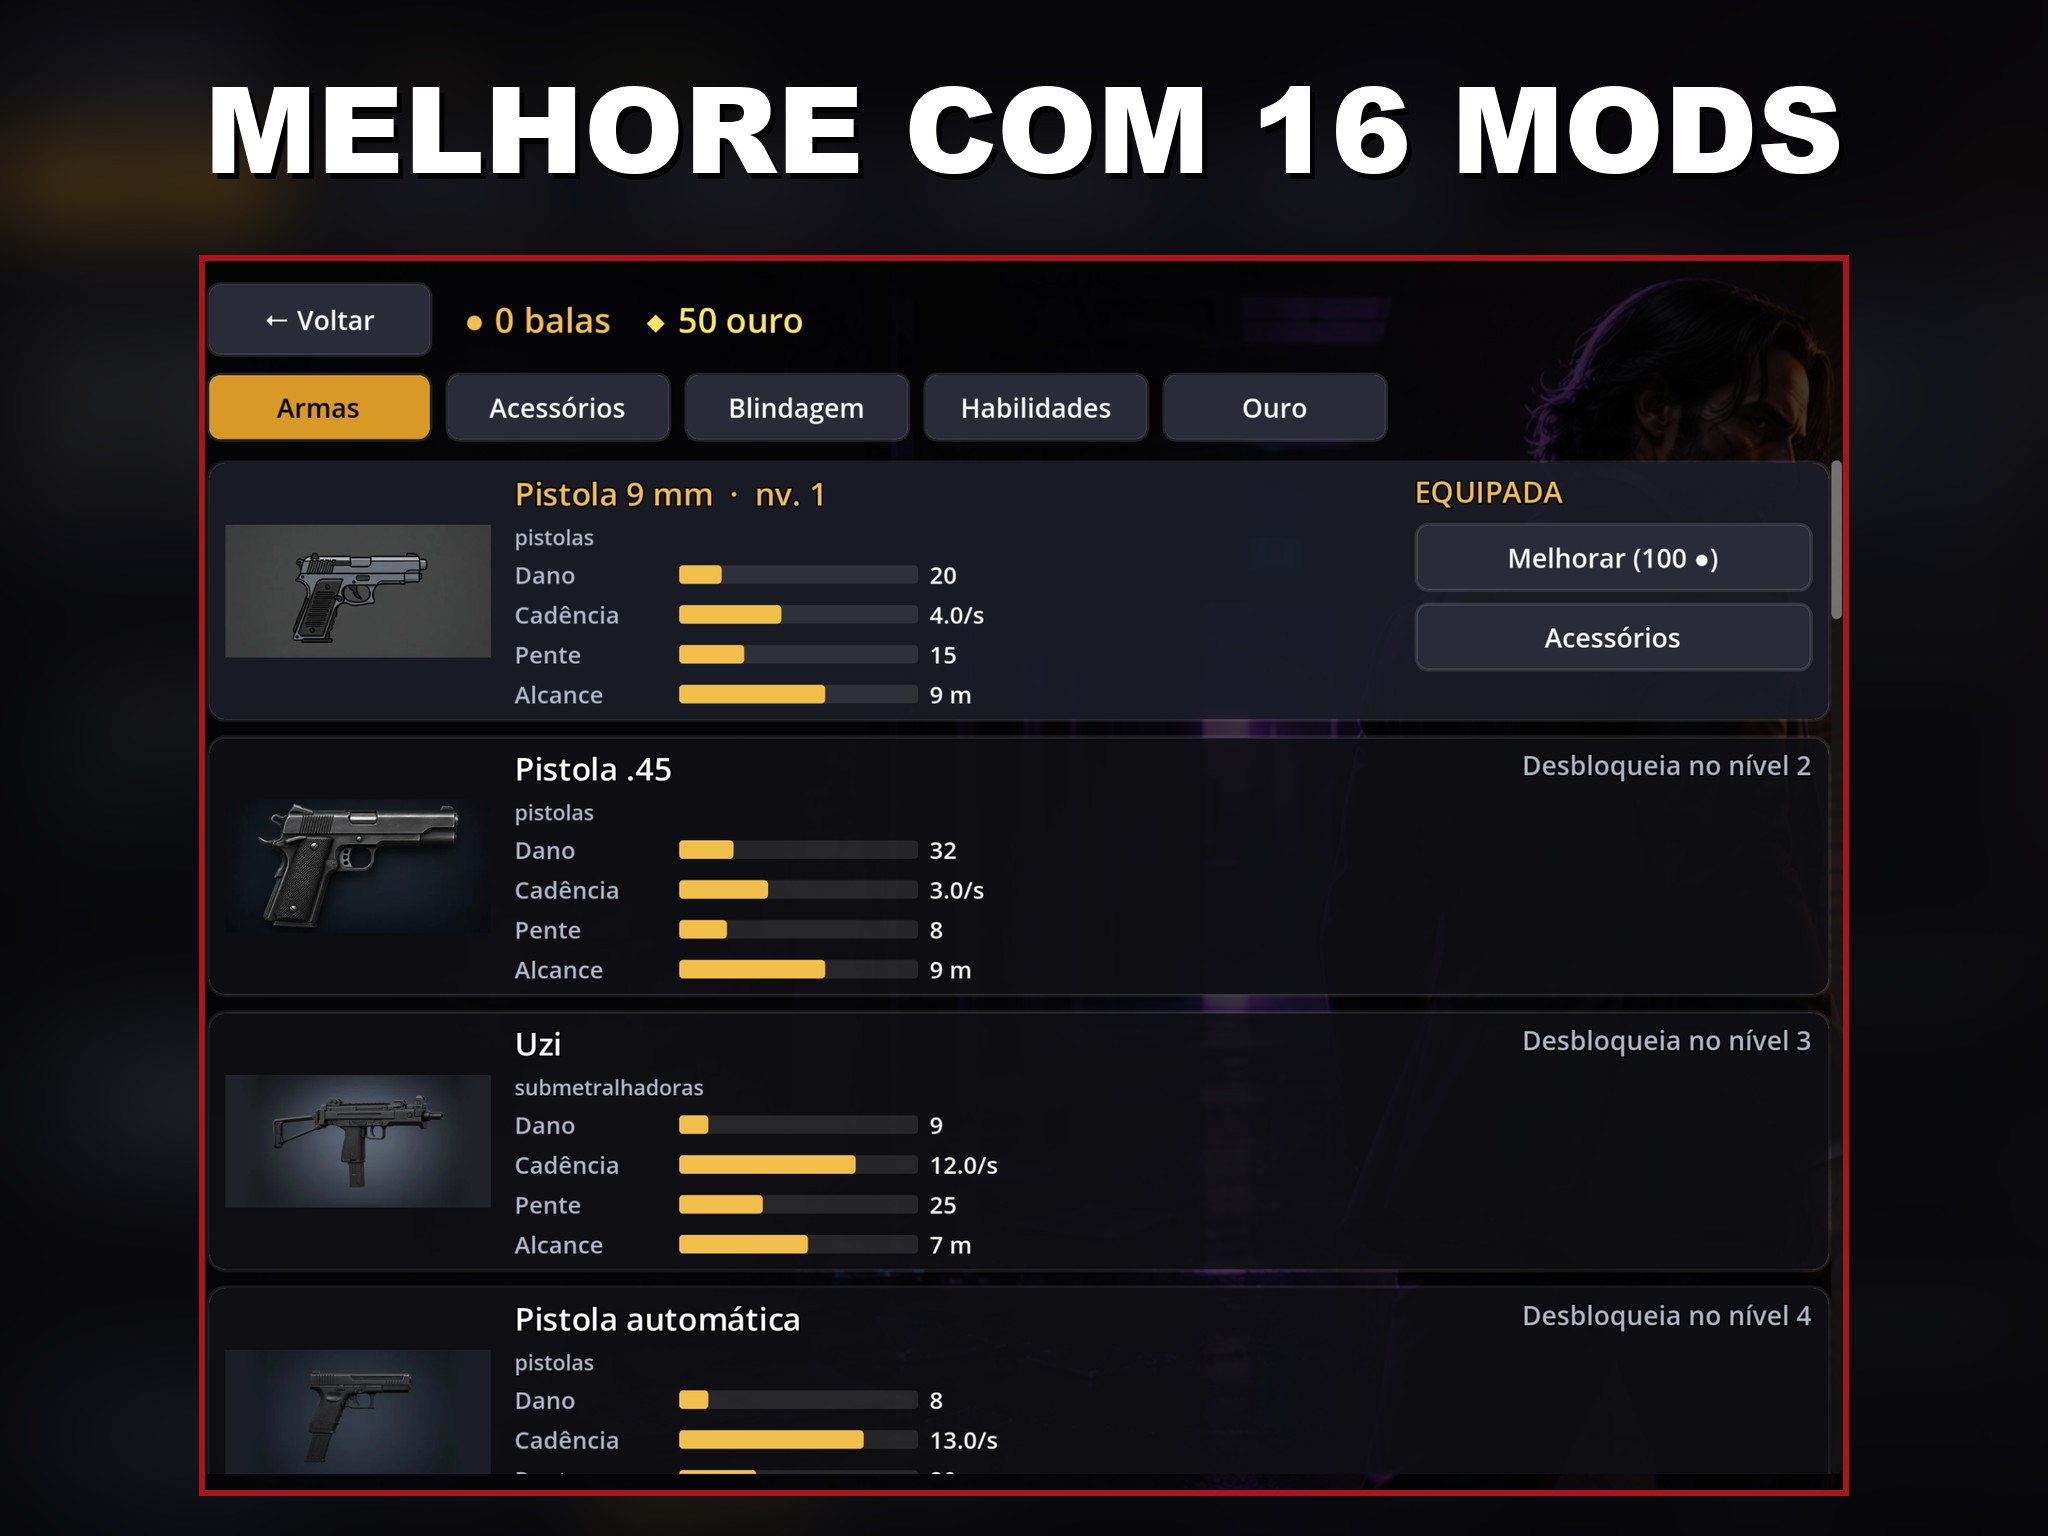 MELHORE COM 16 MODS
← Voltar
● 0 balas ◆ 50 ouro
Armas
Acessórios
Blindagem
Habilidades
Ouro
Pistola 9 mm · nv. 1
EQUIPADA
pistolas
Dano 20
Cadência 4.0/s
Pente 15
Alcance 9 m
Melhorar (100 ●)
Acessórios
Pistola .45
Desbloqueia no nível 2
pistolas
Dano 32
Cadência 3.0/s
Pente 8
Alcance 9 m
Uzi
Desbloqueia no nível 3
submetralhadoras
Dano 9
Cadência 12.0/s
Pente 25
Alcance 7 m
Pistola automática
Desbloqueia no nível 4
pistolas
Dano 8
Cadência 13.0/s